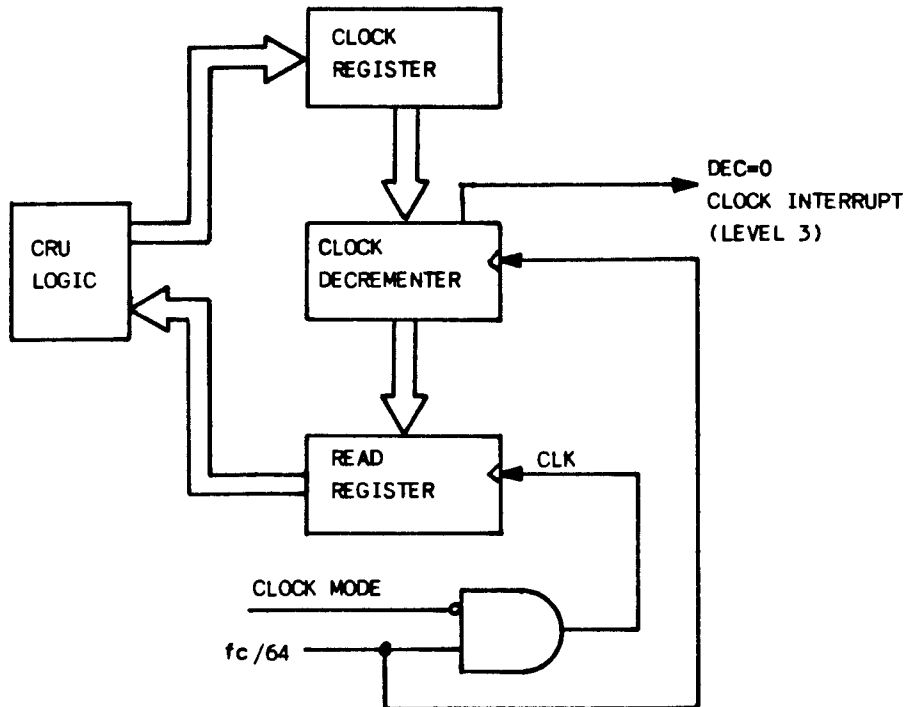 CLOCK
REGISTER
DEC=0
CLOCK INTERRUPT
(LEVEL 3)
CRU
LOGIC
CLOCK
DECREMENTER
READ
REGISTER
CLK
CLOCK MODE
fc/64